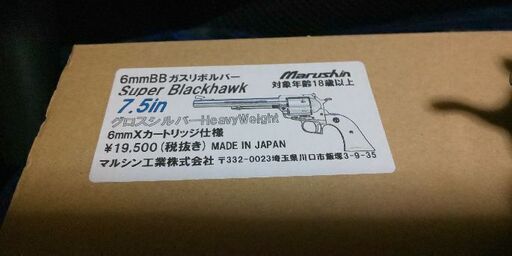 6mmBBガスリボルバー Marushin
Super Blackhawk 対象年齢18歳以上
7.5in
グロスシルバーHeavyWeight
6mmXカートリッジ仕様
¥19,500(税抜き) MADE IN JAPAN
マルシン工業株式会社 〒332-0023埼玉県川口市飯塚3-9-35